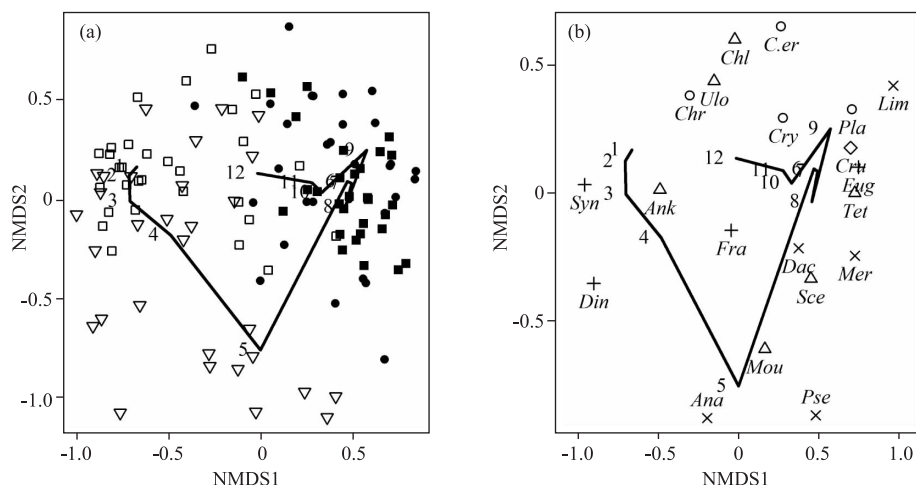 (a)
0.5
0
-0.5
-1.0
NMDS2
-1.0 -0.5 0 0.5
NMDS1
1
2
3
4
5
12
11
10
6
9
8
(b)
0.5
0
-0.5
NMDS2
-1.0 -0.5 0 0.5 1.0
NMDS1
C.er
Chl
Ulo
Chr
Lim
Cry
Pla
9
1
2
12
11
10
6
Cru
Eug
Syn
3
Ank
8
Tet
4
Fra
Dac
Mer
Din
Sce
Mou
5
Ana
Pse